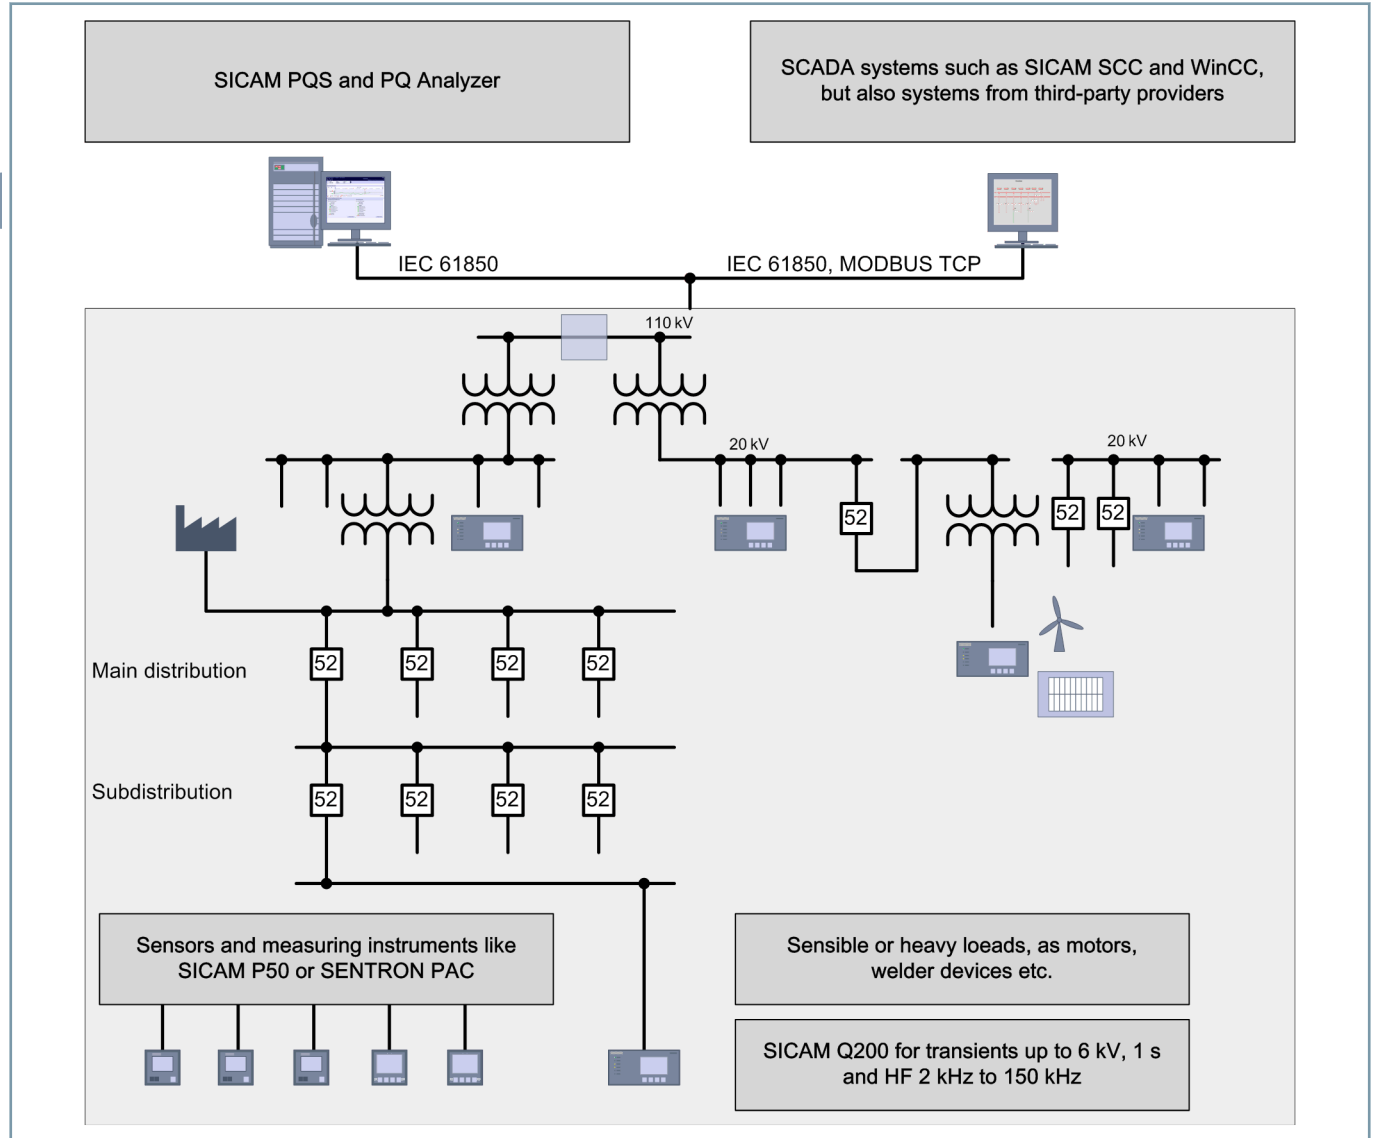 SICAM PQS and PQ Analyzer
SCADA systems such as SICAM SCC and WinCC,
but also systems from third-party providers
IEC 61850
IEC 61850, MODBUS TCP
110 kV
20 kV
20 kV
52
52
52
52
52
52
52
Main distribution
52
52
52
52
Subdistribution
Sensors and measuring instruments like
SICAM P50 or SENTRON PAC
Sensible or heavy loeads, as motors,
welder devices etc.
SICAM Q200 for transients up to 6 kV, 1 s
and HF 2 kHz to 150 kHz